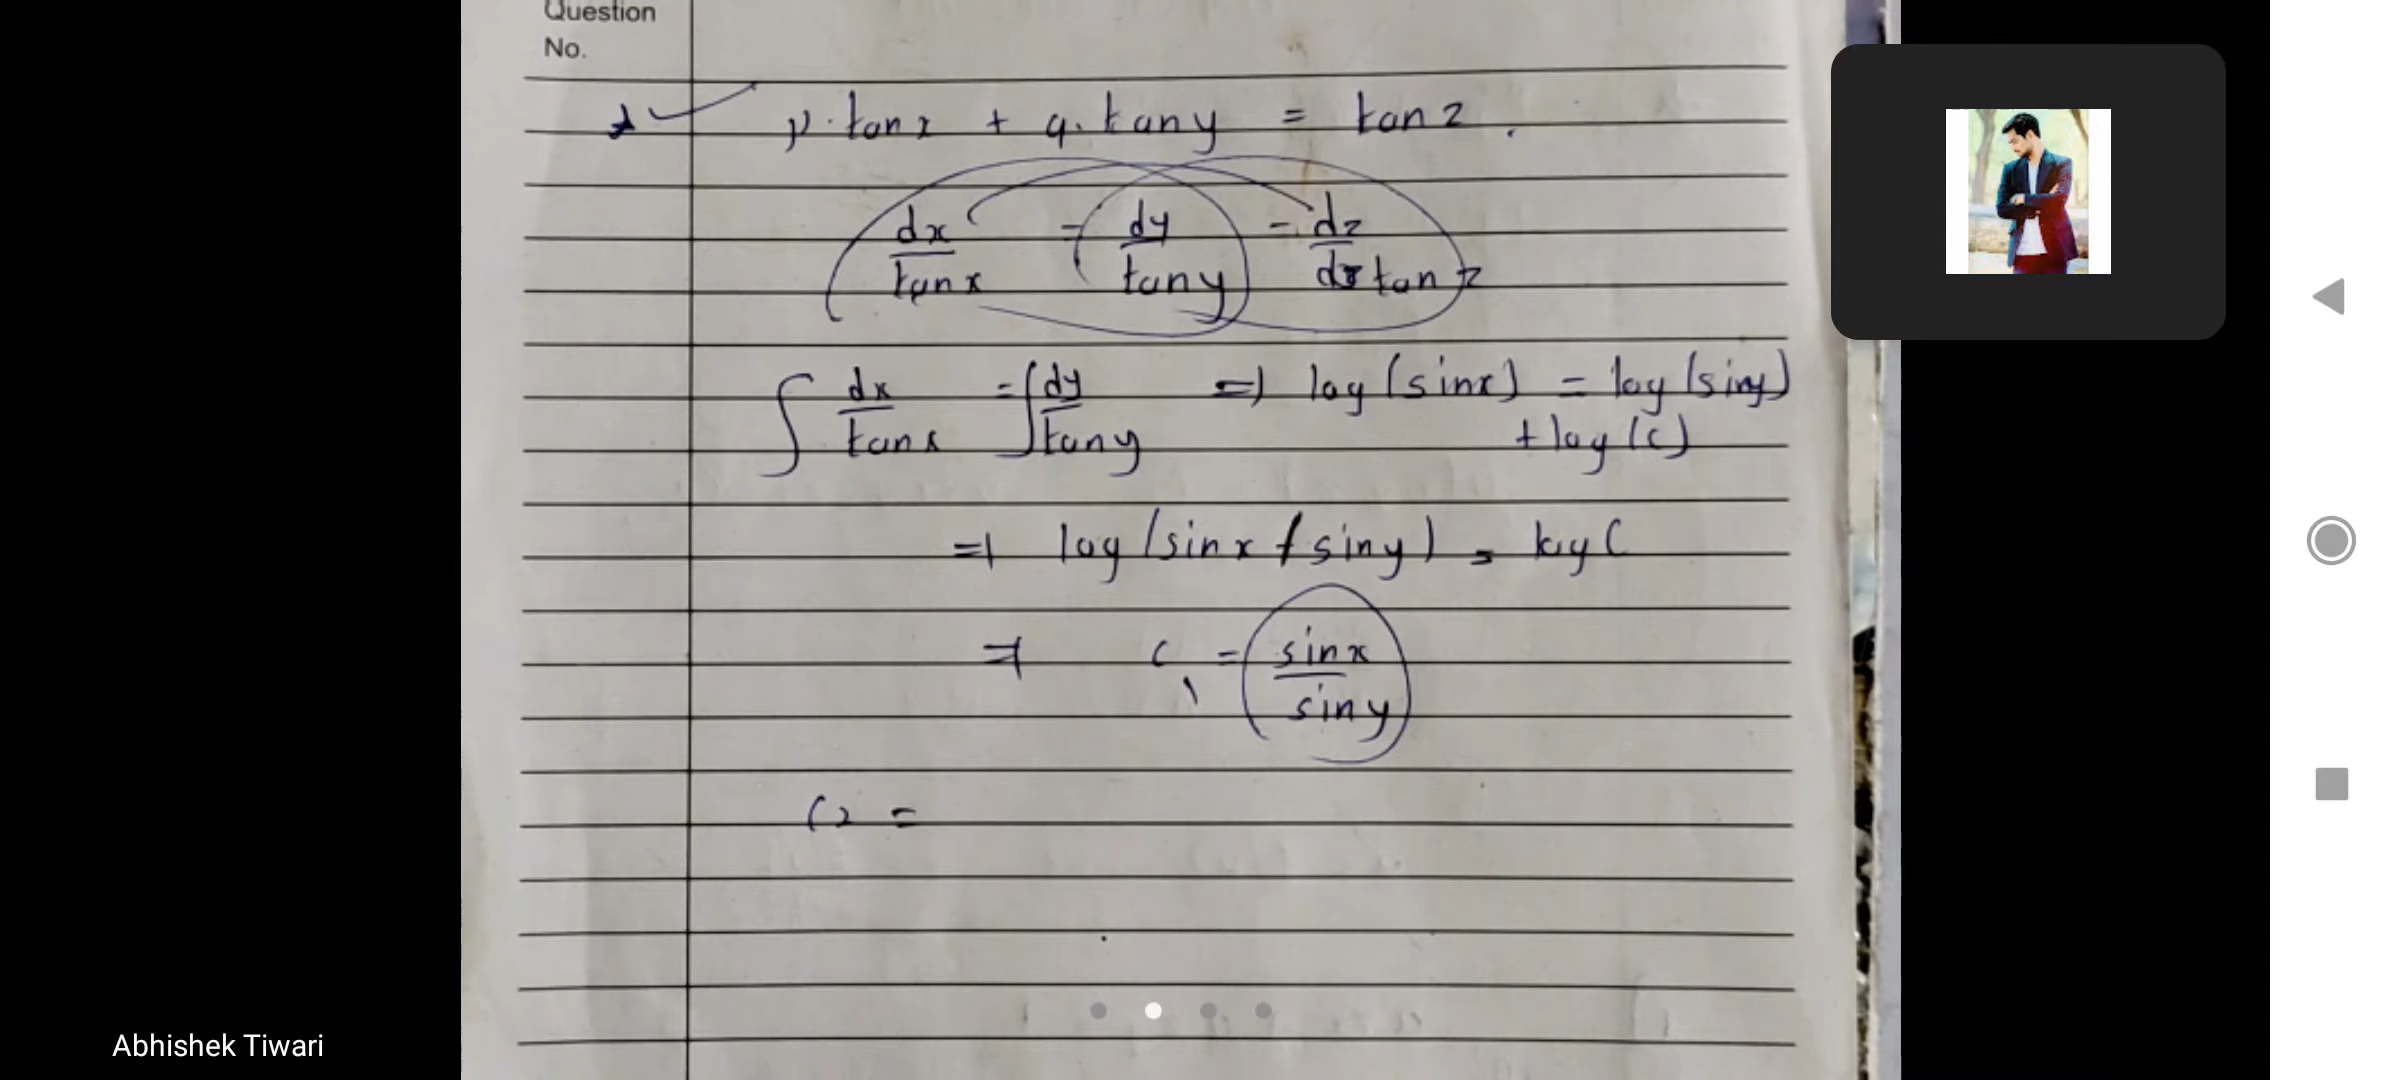 Question
No.
p. tan x + q. tan y = tan z .
dx = dy = dz
tan x tan y tan z
∫ dx/tan x = ∫ dy/tan y => log (sin x) = log (sin y)
+ log (c)
=> log (sin x / sin y) = log C
=> c₁ = sin x
sin y
C2 =
Abhishek Tiwari